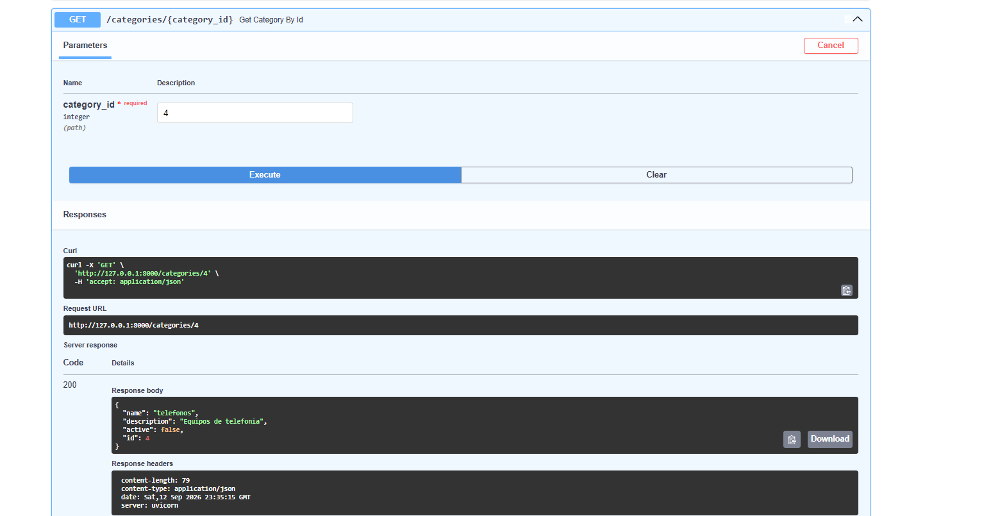 GET /categories/{category_id} Get Category By Id
Parameters
Cancel
Name Description
category_id * required
integer
(path)
4
Execute Clear
Responses
Curl
curl -X 'GET' \
  'http://127.0.0.1:8000/categories/4' \
  -H 'accept: application/json'
Request URL
http://127.0.0.1:8000/categories/4
Server response
Code Details
200
Response body
{
  "name": "telefonos",
  "description": "Equipos de telefonia",
  "active": false,
  "id": 4
}
Download
Response headers
content-length: 79
content-type: application/json
date: Sat,12 Sep 2026 23:35:15 GMT
server: uvicorn